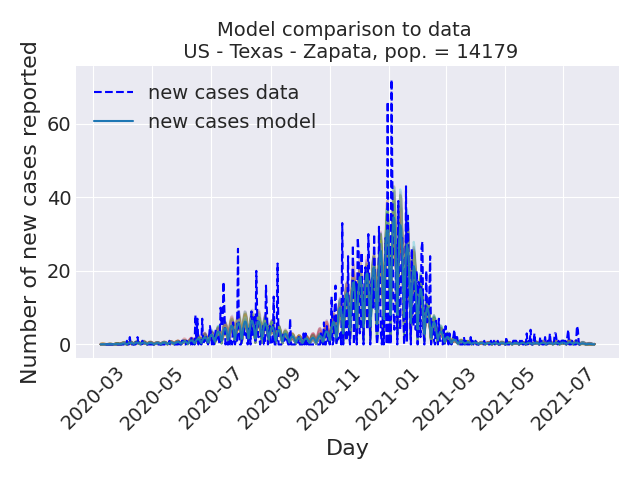 Model comparison to data
US - Texas - Zapata, pop. = 14179
Number of new cases reported
new cases data
new cases model
60
40
20
0
2020-03
2020-05
2020-07
2020-09
2020-11
2021-01
2021-03
2021-05
2021-07
Day